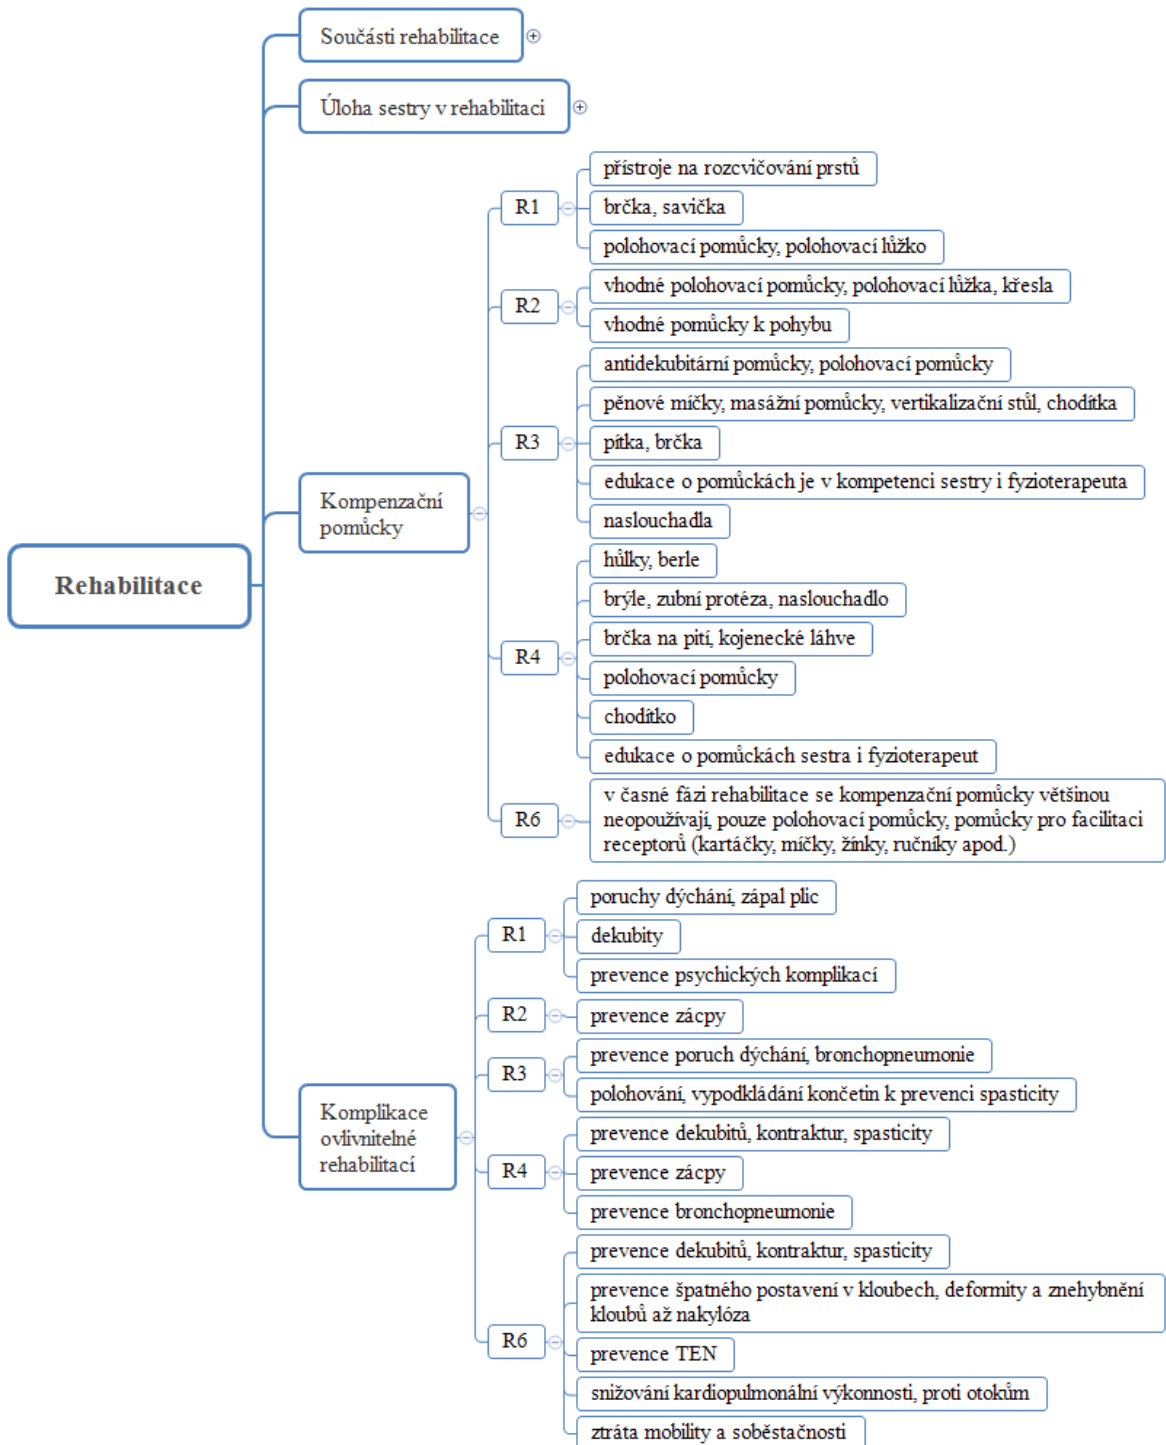 Rehabilitace
Součásti rehabilitace
Úloha sestry v rehabilitaci
Kompenzační
pomůcky
R1
přístroje na rozcvičování prstů
brčka, savička
polohovací pomůcky, polohovací lůžko
R2
vhodné polohovací pomůcky, polohovací lůžka, křesla
vhodné pomůcky k pohybu
R3
antidekubitární pomůcky, polohovací pomůcky
pěnové míčky, masážní pomůcky, vertikalizační stůl, chodítka
pítka, brčka
edukace o pomůckách je v kompetenci sestry i fyzioterapeuta
naslouchadla
R4
hůlky, berle
brýle, zubní protéza, naslouchadlo
brčka na pití, kojenecké láhve
polohovací pomůcky
chodítko
edukace o pomůckách sestra i fyzioterapeut
R6
v časné fázi rehabilitace se kompenzační pomůcky většinou
neopoužívají, pouze polohovací pomůcky, pomůcky pro facilitaci
receptorů (kartáčky, míčky, žínky, ručníky apod.)
Komplikace
ovlivnitelné
rehabilitací
R1
poruchy dýchání, zápal plic
dekubity
prevence psychických komplikací
R2
prevence zácpy
R3
prevence poruch dýchání, bronchopneumonie
polohování, vypodkládání končetin k prevenci spasticity
R4
prevence dekubitů, kontraktur, spasticity
prevence zácpy
prevence bronchopneumonie
R6
prevence dekubitů, kontraktur, spasticity
prevence špatného postavení v kloubech, deformity a znehybnění
kloubů až nakylóza
prevence TEN
snižování kardiopulmonální výkonnosti, proti otokům
ztráta mobility a soběstačnosti